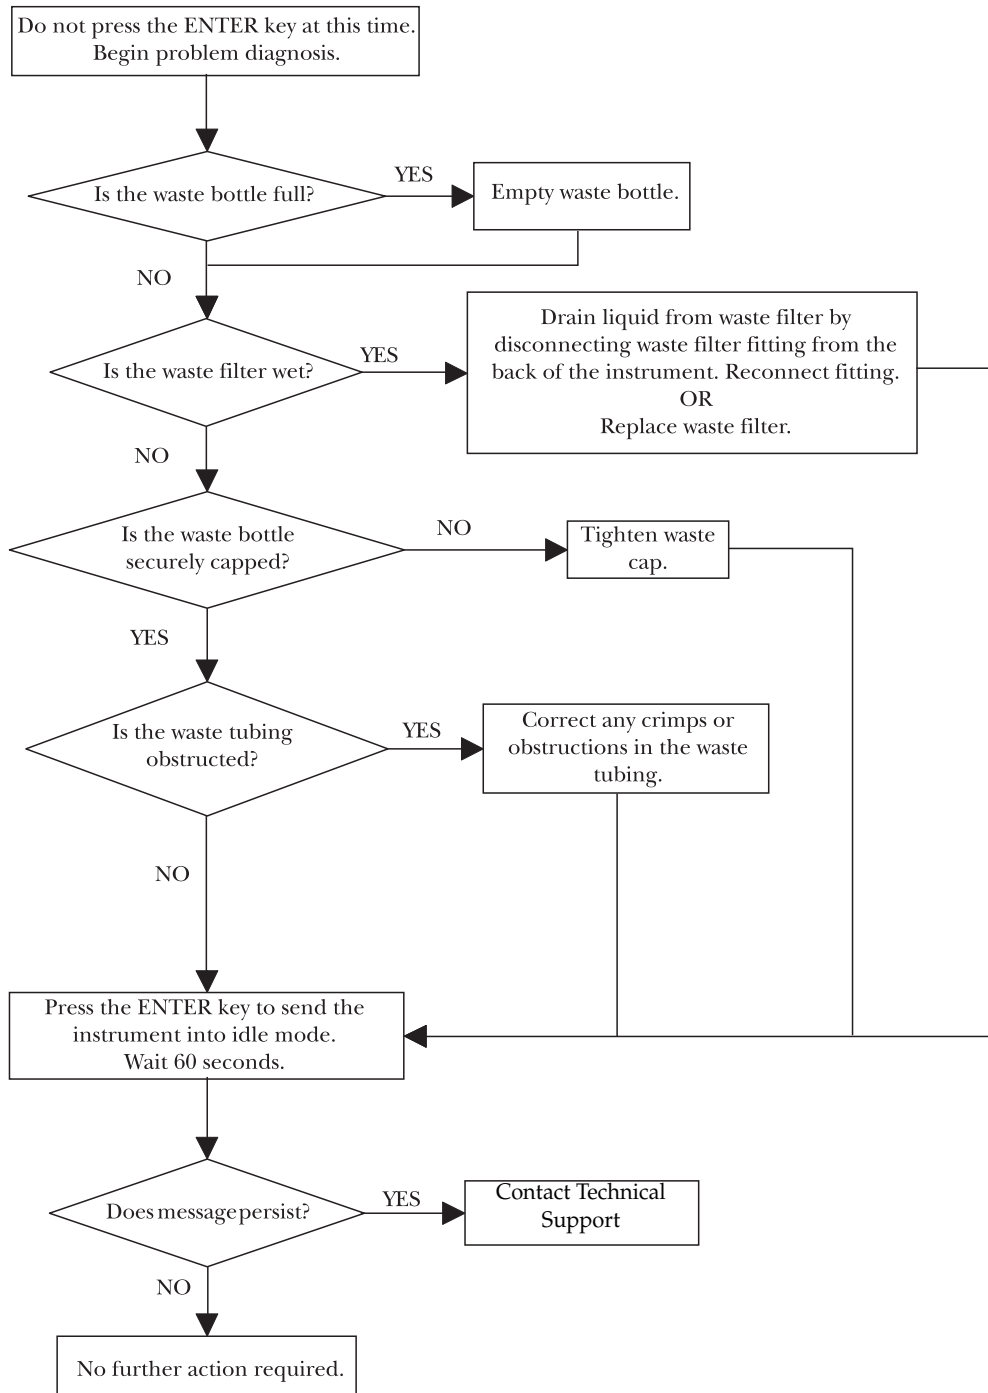 Do not press the ENTER key at this time.
Begin problem diagnosis.
Is the waste bottle full?
YES
Empty waste bottle.
NO
Is the waste filter wet?
YES
Drain liquid from waste filter by
disconnecting waste filter fitting from the
back of the instrument. Reconnect fitting.
OR
Replace waste filter.
NO
Is the waste bottle
securely capped?
NO
Tighten waste
cap.
YES
Is the waste tubing
obstructed?
YES
Correct any crimps or
obstructions in the waste
tubing.
NO
Press the ENTER key to send the
instrument into idle mode.
Wait 60 seconds.
Does message persist?
YES
Contact Technical
Support
NO
No further action required.